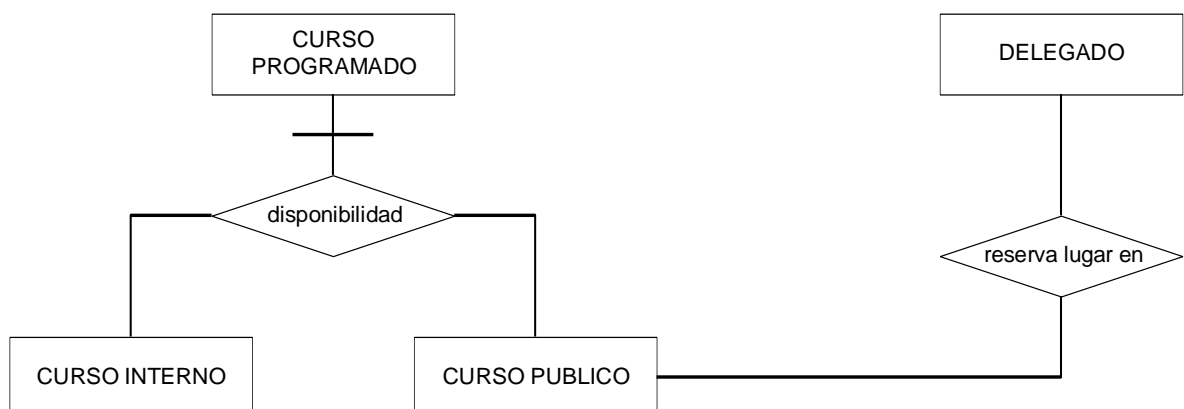 CURSO
PROGRAMADO
DELEGADO
disponibilidad
reserva lugar en
CURSO INTERNO
CURSO PUBLICO